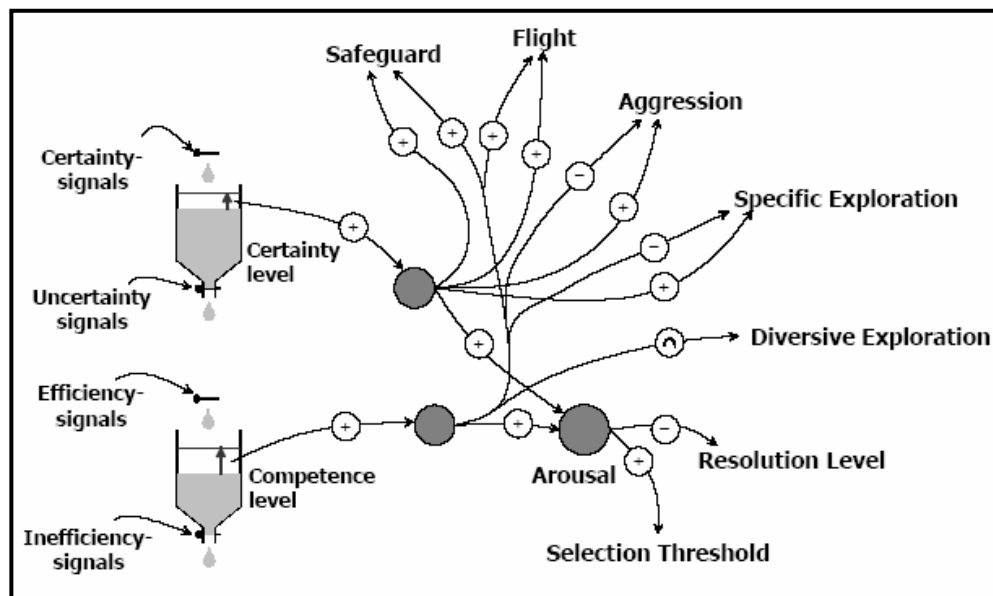 Flight
Safeguard
Aggression
Certainty-
signals
Specific Exploration
Certainty
level
Uncertainty
signals
Diversive Exploration
Efficiency-
signals
Competence
level
Arousal
Resolution Level
Inefficiency-
signals
Selection Threshold
+
+
+
+
−
+
+
−
+
+
∩
+
+
−
+